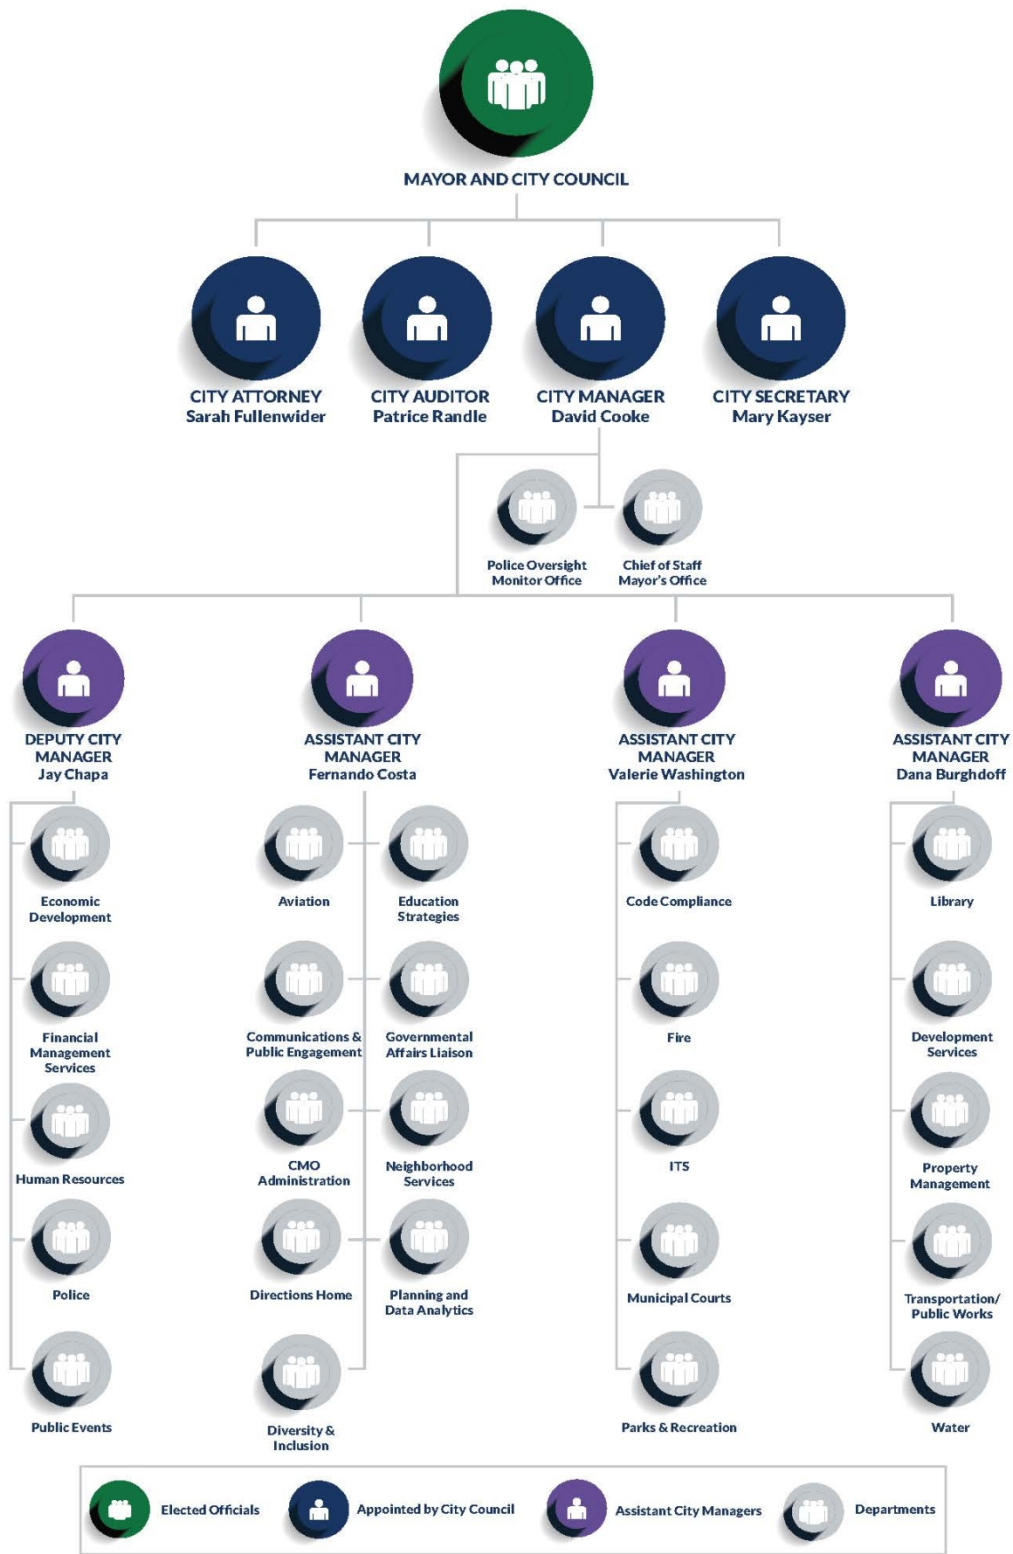 MAYOR AND CITY COUNCIL
CITY ATTORNEY
Sarah Fullenwider
CITY AUDITOR
Patrice Randle
CITY MANAGER
David Cooke
CITY SECRETARY
Mary Kayser
Police Oversight
Monitor Office
Chief of Staff
Mayor's Office
DEPUTY CITY
MANAGER
Jay Chapa
ASSISTANT CITY
MANAGER
Fernando Costa
ASSISTANT CITY
MANAGER
Valerie Washington
ASSISTANT CITY
MANAGER
Dana Burghdoff
Economic
Development
Financial
Management
Services
Human Resources
Police
Public Events
Aviation
Education
Strategies
Communications &
Public Engagement
Governmental
Affairs Liaison
CMO
Administration
Neighborhood
Services
Directions Home
Planning and
Data Analytics
Diversity &
Inclusion
Code Compliance
Fire
ITS
Municipal Courts
Parks & Recreation
Library
Development
Services
Property
Management
Transportation/
Public Works
Water
Elected Officials
Appointed by City Council
Assistant City Managers
Departments